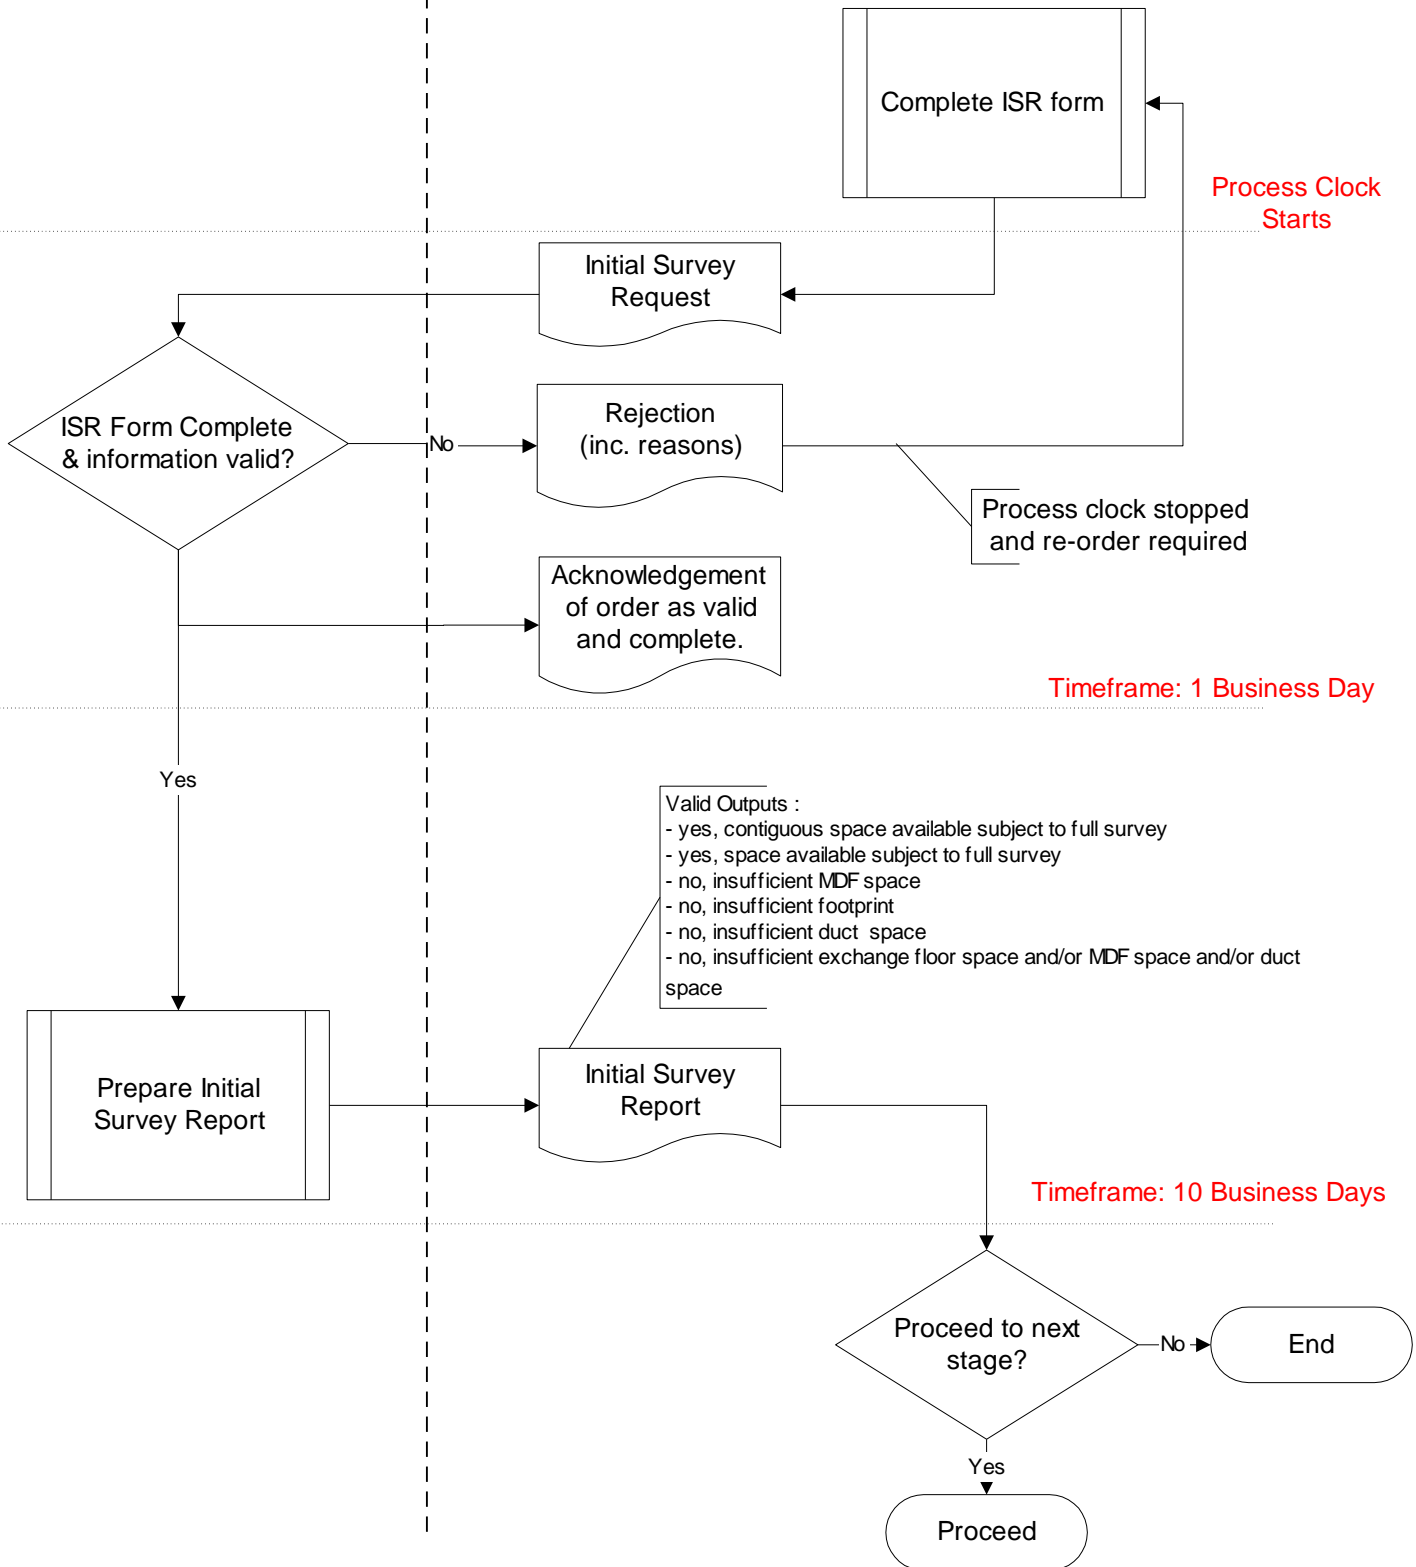 Complete ISR form
Process Clock
Starts
Initial Survey
Request
ISR Form Complete
& information valid?
No
Rejection
(inc. reasons)
Process clock stopped
and re-order required
Acknowledgement
of order as valid
and complete.
Timeframe: 1 Business Day
Yes
Valid Outputs :
- yes, contiguous space available subject to full survey
- yes, space available subject to full survey
- no, insufficient MDF space
- no, insufficient footprint
- no, insufficient duct space
- no, insufficient exchange floor space and/or MDF space and/or duct
space
Prepare Initial
Survey Report
Initial Survey
Report
Timeframe: 10 Business Days
Proceed to next
stage?
No
End
Yes
Proceed